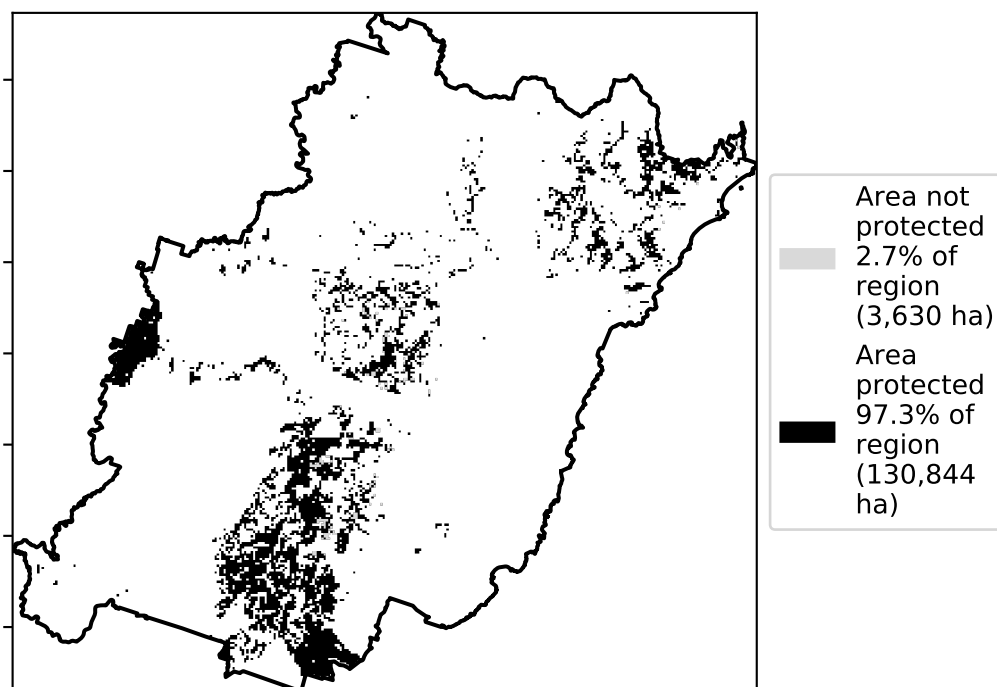 Area not
protected
2.7% of
region
(3,630 ha)
Area
protected
97.3% of
region
(130,844
ha)